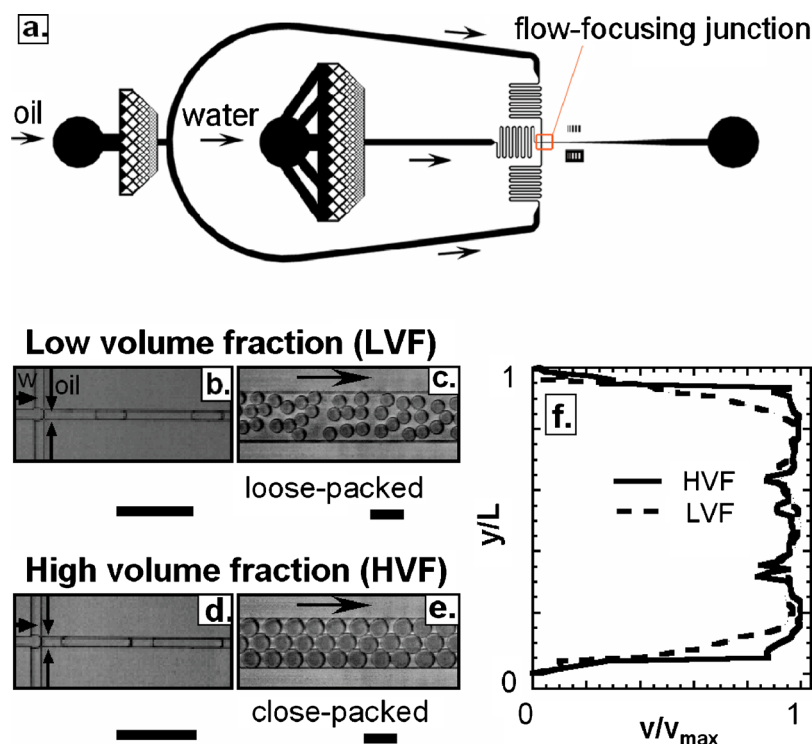 a.
flow-focusing junction
oil
water
Low volume fraction (LVF)
w oil b.
c.
loose-packed
High volume fraction (HVF)
d.
e.
close-packed
f.
HVF
LVF
1
y/L
0
0 1
v/vmax